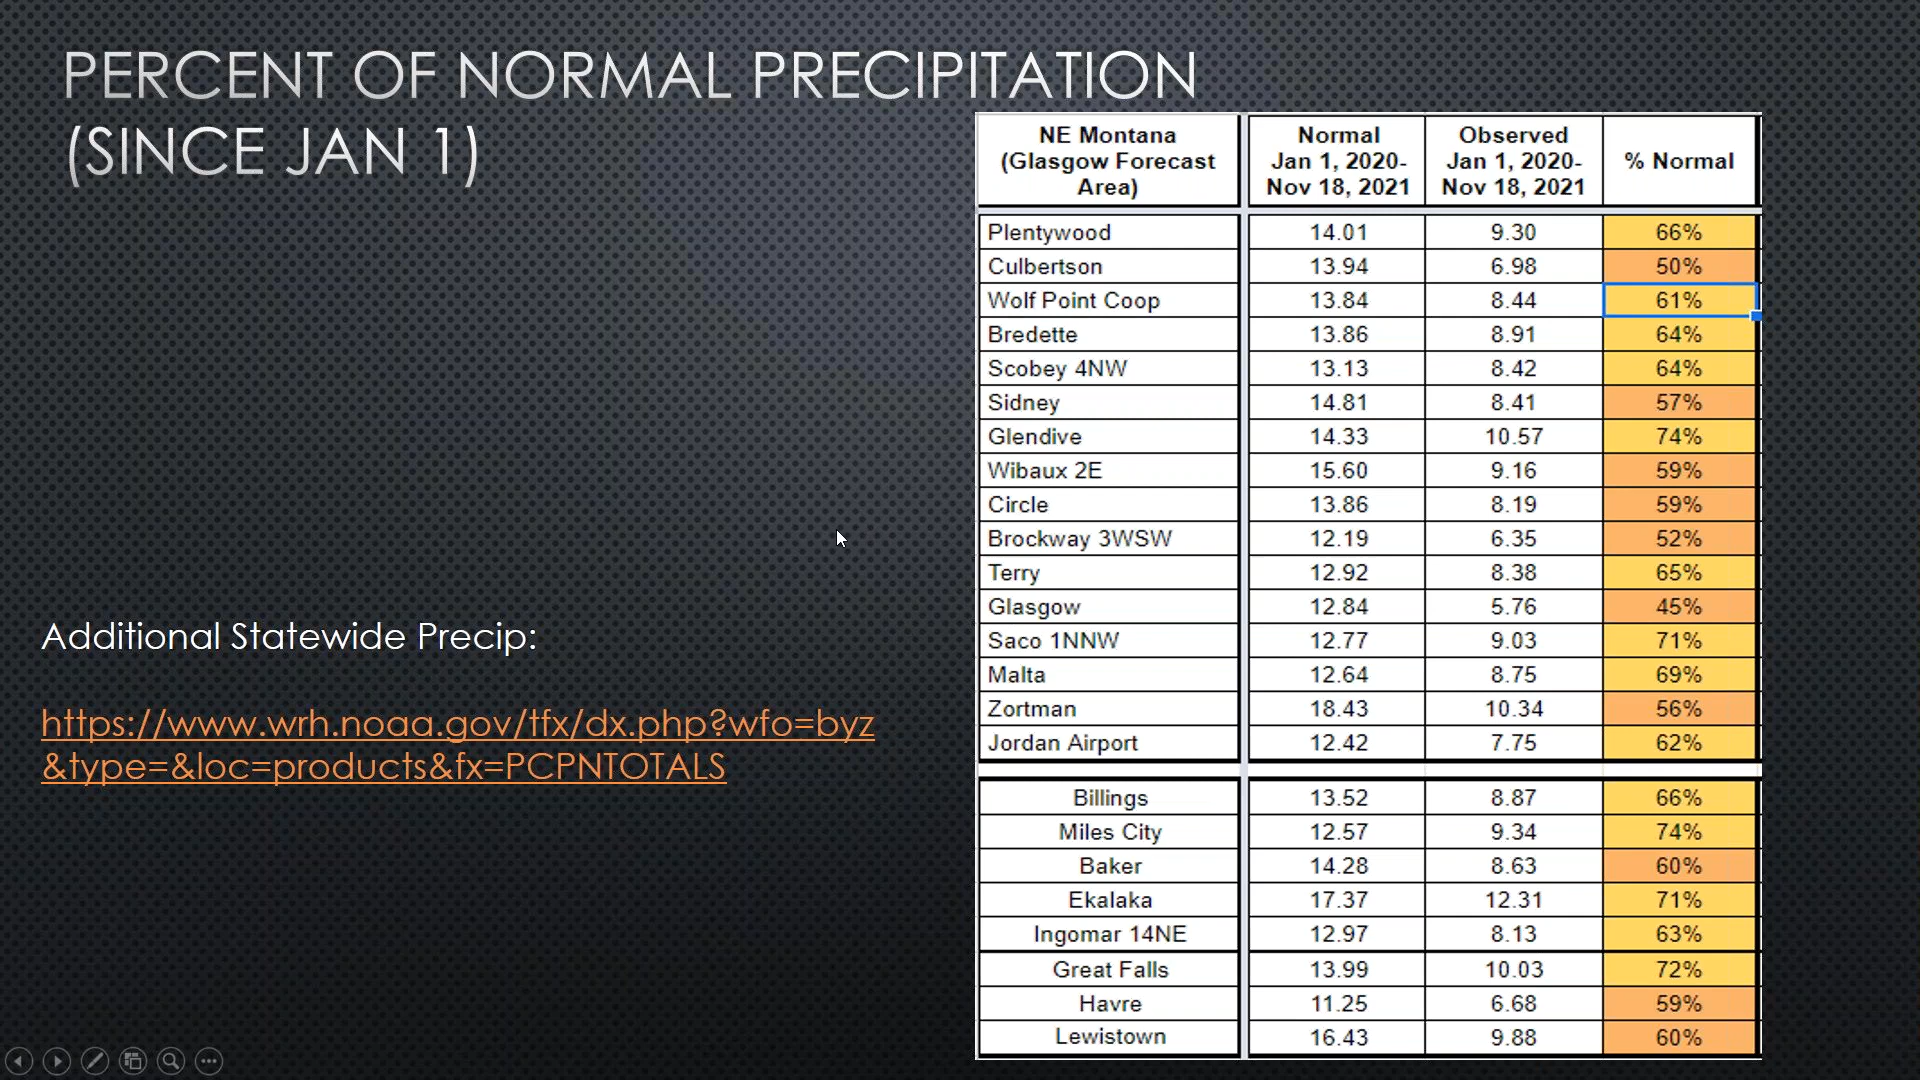 PERCENT OF NORMAL PRECIPITATION
(SINCE JAN 1)
NE Montana (Glasgow Forecast Area) Normal Jan 1, 2020- Nov 18, 2021 Observed Jan 1, 2020- Nov 18, 2021 % Normal
Plentywood 14.01 9.30 66%
Culbertson 13.94 6.98 50%
Wolf Point Coop 13.84 8.44 61%
Bredette 13.86 8.91 64%
Scobey 4NW 13.13 8.42 64%
Sidney 14.81 8.41 57%
Glendive 14.33 10.57 74%
Wibaux 2E 15.60 9.16 59%
Circle 13.86 8.19 59%
Brockway 3WSW 12.19 6.35 52%
Terry 12.92 8.38 65%
Glasgow 12.84 5.76 45%
Saco 1NNW 12.77 9.03 71%
Malta 12.64 8.75 69%
Zortman 18.43 10.34 56%
Jordan Airport 12.42 7.75 62%
Billings 13.52 8.87 66%
Miles City 12.57 9.34 74%
Baker 14.28 8.63 60%
Ekalaka 17.37 12.31 71%
Ingomar 14NE 12.97 8.13 63%
Great Falls 13.99 10.03 72%
Havre 11.25 6.68 59%
Lewistown 16.43 9.88 60%
Additional Statewide Precip:
https://www.wrh.noaa.gov/tfx/dx.php?wfo=byz
&type=&loc=products&fx=PCPNTOTALS